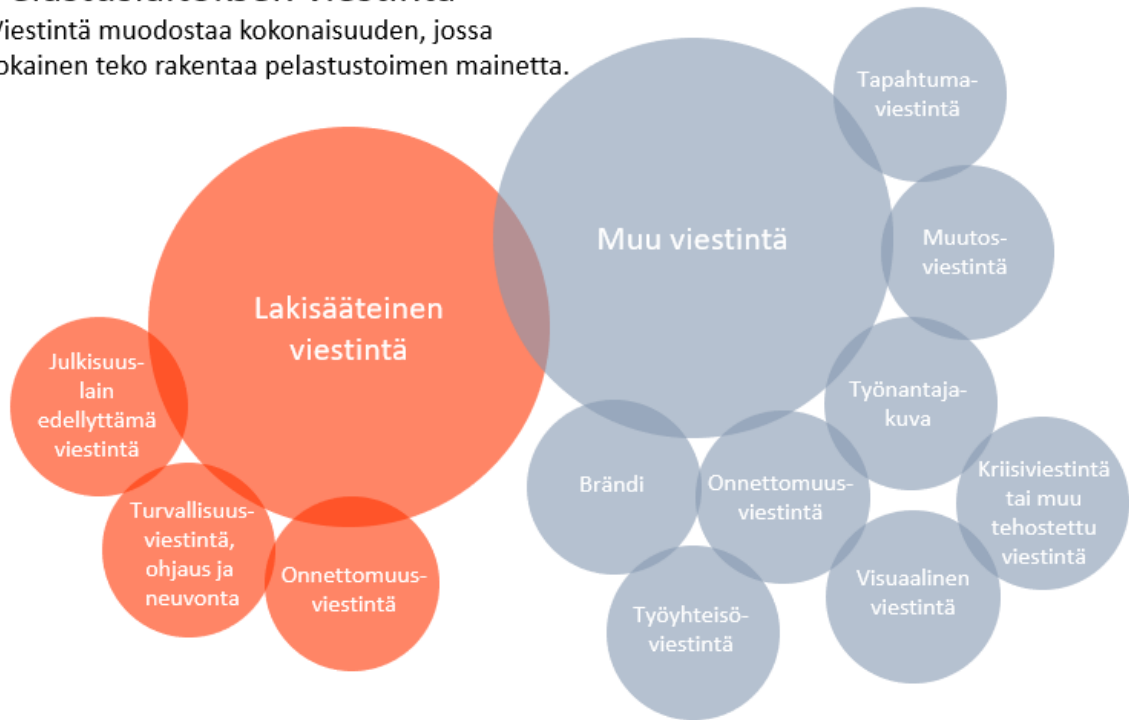 Viestintä muodostaa kokonaisuuden, jossa
jokainen teko rakentaa pelastustoimen mainetta.
Tapahtuma-
viestintä
Muu viestintä
Muutos-
viestintä
Lakisääteinen
viestintä
Julkisuus-
lain
edellyttämä
viestintä
Työnantaja-
kuva
Brändi
Onnettomuus-
viestintä
Kriisiviestintä
tai muu
tehostettu
viestintä
Turvallisuus-
viestintä,
ohjaus ja
neuvonta
Onnettomuus-
viestintä
Visuaalinen
viestintä
Työyhteisö-
viestintä